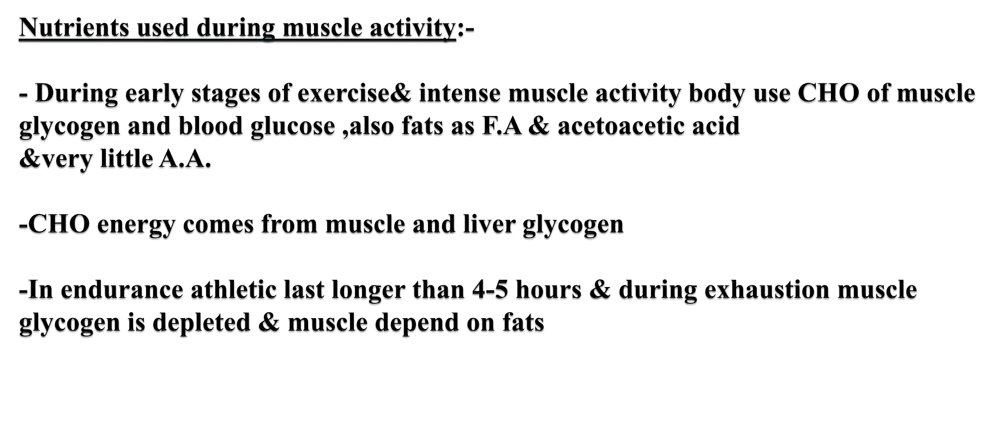 Nutrients used during muscle activity:-
- During early stages of exercise& intense muscle activity body use CHO of muscle
glycogen and blood glucose ,also fats as F.A & acetoacetic acid
&very little A.A.
-CHO energy comes from muscle and liver glycogen
-In endurance athletic last longer than 4-5 hours & during exhaustion muscle
glycogen is depleted & muscle depend on fats